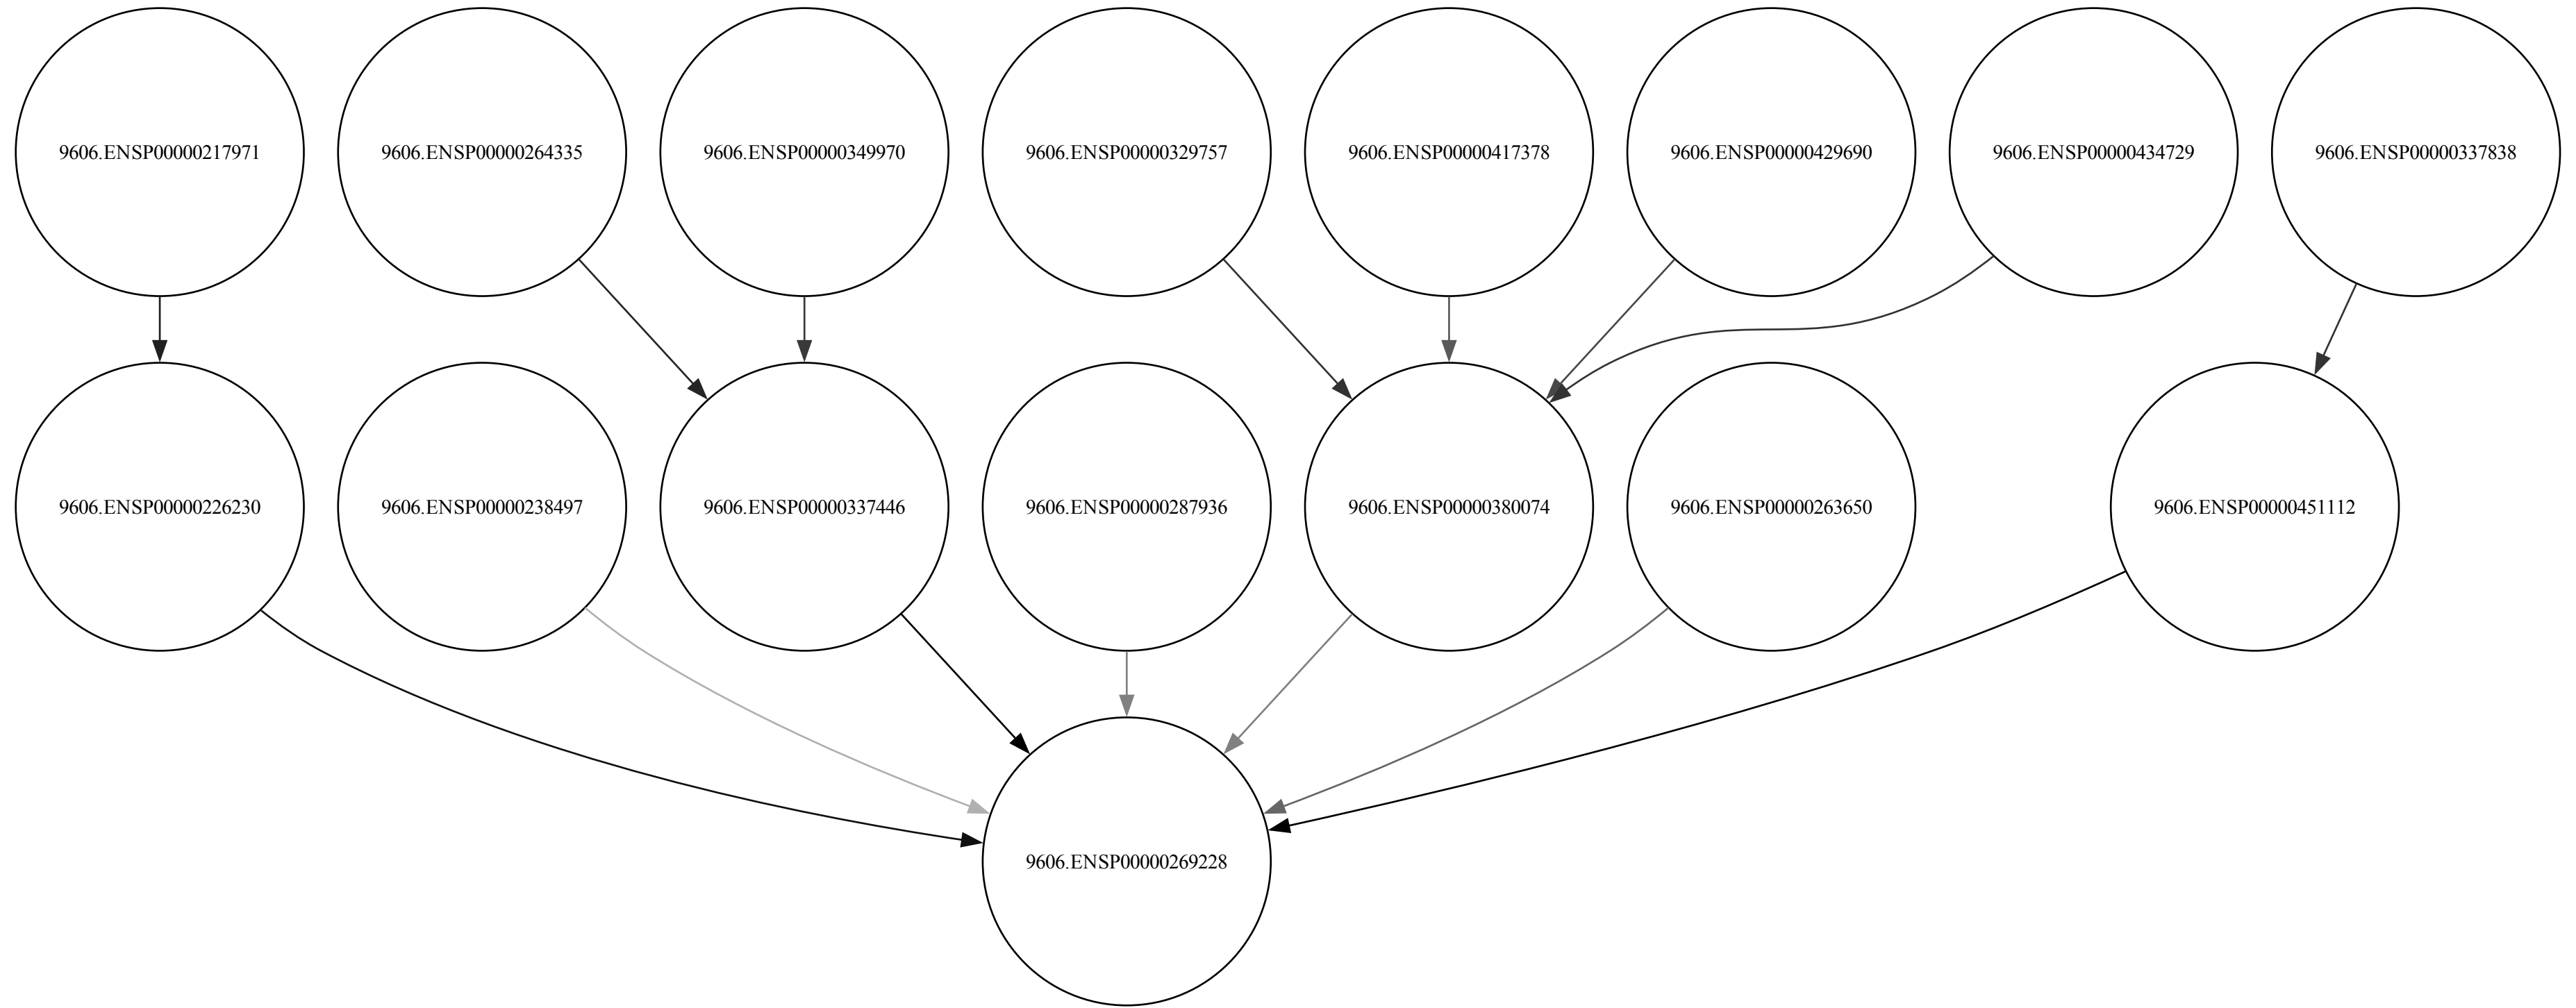 9606.ENSP00000217971
9606.ENSP00000264335
9606.ENSP00000349970
9606.ENSP00000329757
9606.ENSP00000417378
9606.ENSP00000429690
9606.ENSP00000434729
9606.ENSP00000337838
9606.ENSP00000226230
9606.ENSP00000238497
9606.ENSP00000337446
9606.ENSP00000287936
9606.ENSP00000380074
9606.ENSP00000263650
9606.ENSP00000451112
9606.ENSP00000269228